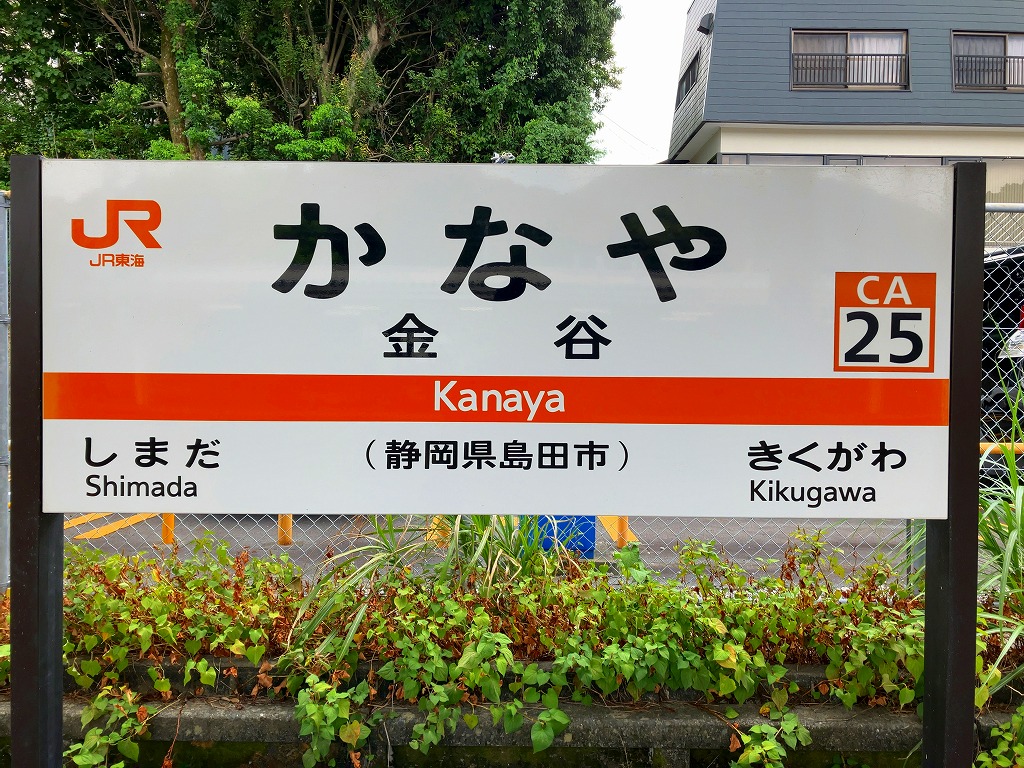 JR
JR東海
かなや
金谷
CA
25
Kanaya
しまだ
Shimada
（静岡県島田市）
きくがわ
Kikugawa